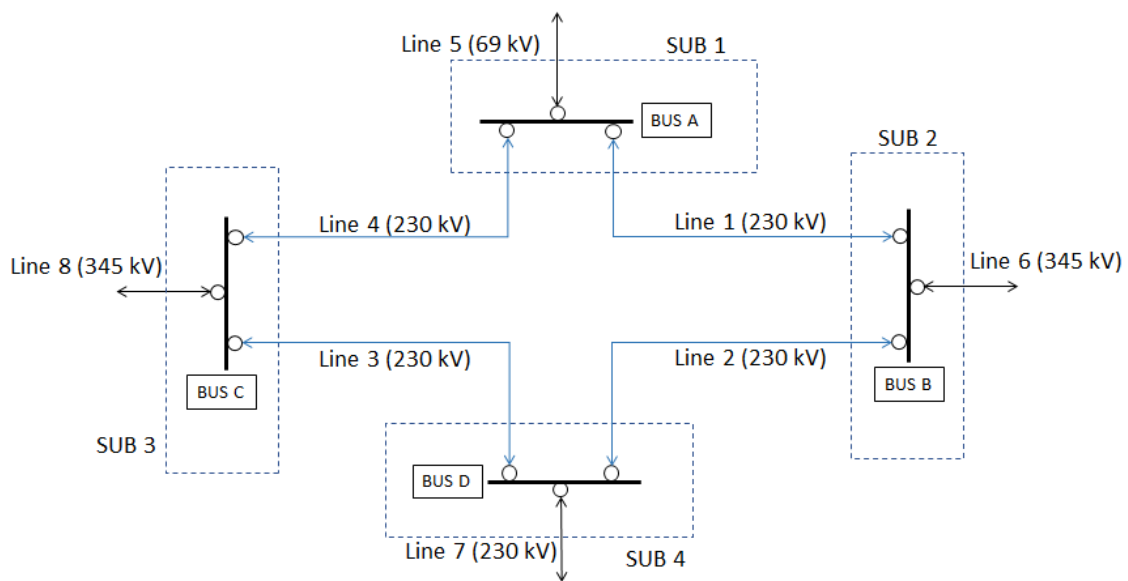 Line 5 (69 kV)
SUB 1
BUS A
SUB 2
Line 4 (230 kV)
Line 1 (230 kV)
Line 8 (345 kV)
Line 6 (345 kV)
Line 3 (230 kV)
Line 2 (230 kV)
BUS C
BUS B
SUB 3
BUS D
Line 7 (230 kV)
SUB 4